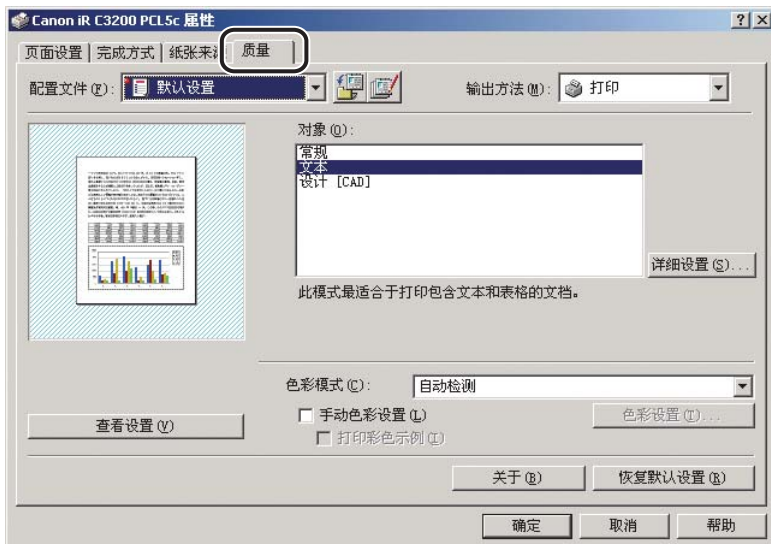 Canon iR C3200 PCL5c 属性
页面设置 完成方式 纸张来 质量
配置文件(F): 默认设置 输出方法(M): 打印
对象(O):
常规
文本
设计 [CAD]
详细设置(S)...
此模式最适合于打印包含文本和表格的文档。
色彩模式(C): 自动检测
查看设置(V) 手动色彩设置(L) 色彩设置(T)...
打印彩色示例(I)
关于(B) 恢复默认设置(R)
确定 取消 帮助